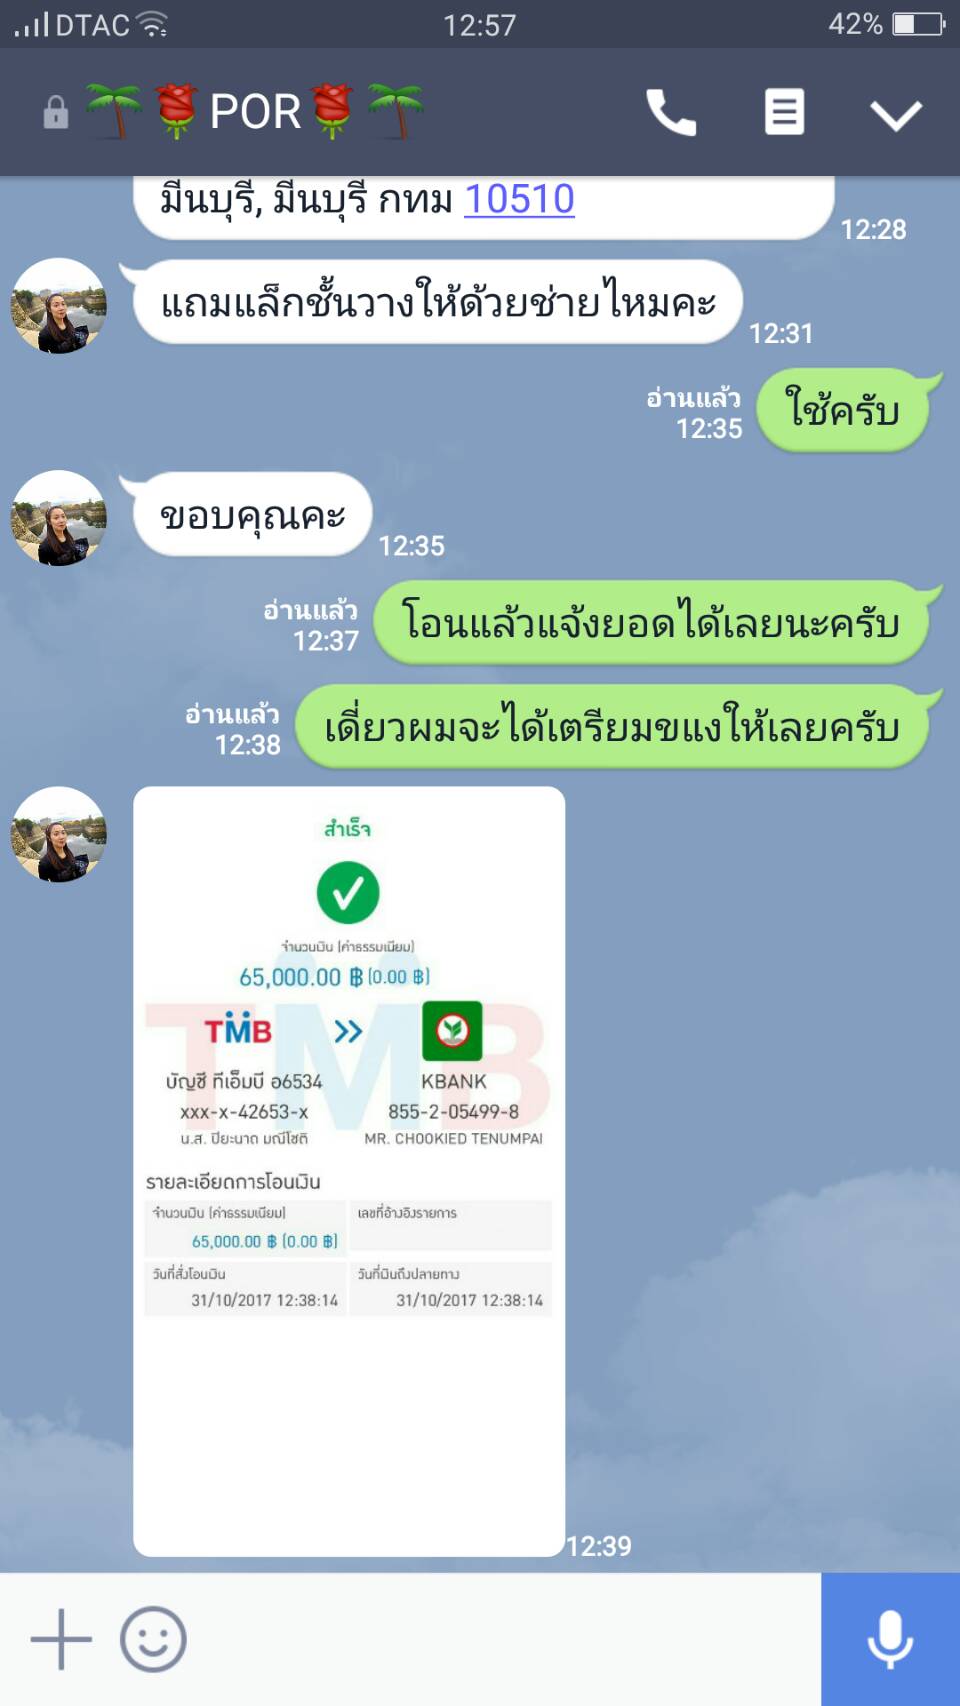 DTAC 12:57 42%
POR
มีนบุรี, มีนบุรี กทม 10510
12:28
แถมแล็กชั้นวางให้ด้วยช่ายไหมคะ
12:31
อ่านแล้ว
12:35
ใช้ครับ
ขอบคุณคะ
12:35
อ่านแล้ว
12:37
โอนแล้วแจ้งยอดได้เลยนะครับ
อ่านแล้ว
12:38
เดี่ยวผมจะได้เตรียมขแงให้เลยครับ
สำเร็จ
จำนวนเงิน (ค่าธรรมเนียม)
65,000.00 ฿ (0.00 ฿)
TMB
TMB
บัญชี ทีเอ็มบี อ6534 KBANK
xxx-x-42653-x 855-2-05499-8
น.ส. ปิยะนาถ มณีโชติ MR. CHOOKIED TENUMPAI
รายละเอียดการโอนเงิน
จำนวนเงิน (ค่าธรรมเนียม) เลขที่อ้างอิงรายการ
65,000.00 ฿ (0.00 ฿)
วันที่สั่งโอนเงิน วันที่เงินถึงปลายทาง
31/10/2017 12:38:14 31/10/2017 12:38:14
12:39